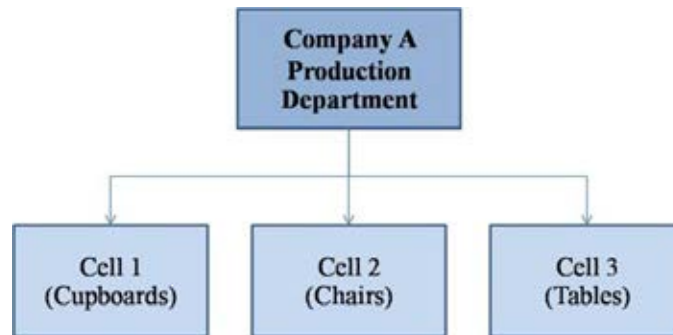 Company A
Production
Department
Cell 1
(Cupboards)
Cell 2
(Chairs)
Cell 3
(Tables)